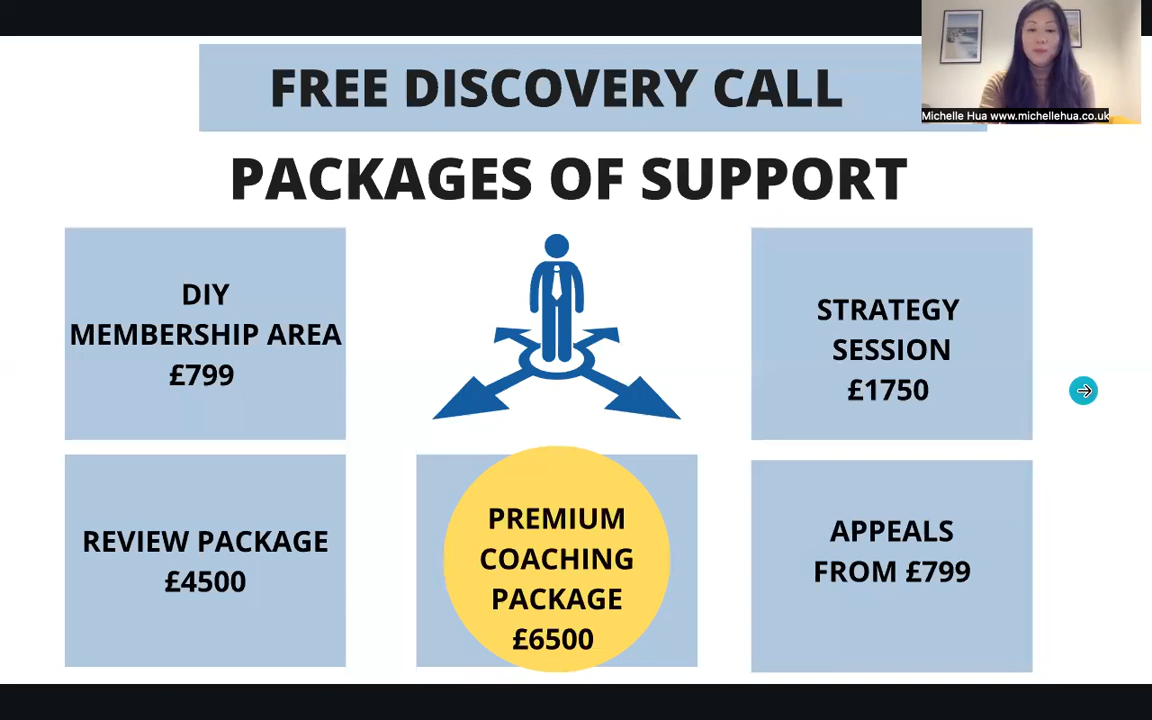 FREE DISCOVERY CALL
Michelle Hua www.michellehua.co.uk
PACKAGES OF SUPPORT
DIY
MEMBERSHIP AREA
£799
STRATEGY
SESSION
£1750
REVIEW PACKAGE
£4500
PREMIUM
COACHING
PACKAGE
£6500
APPEALS
FROM £799